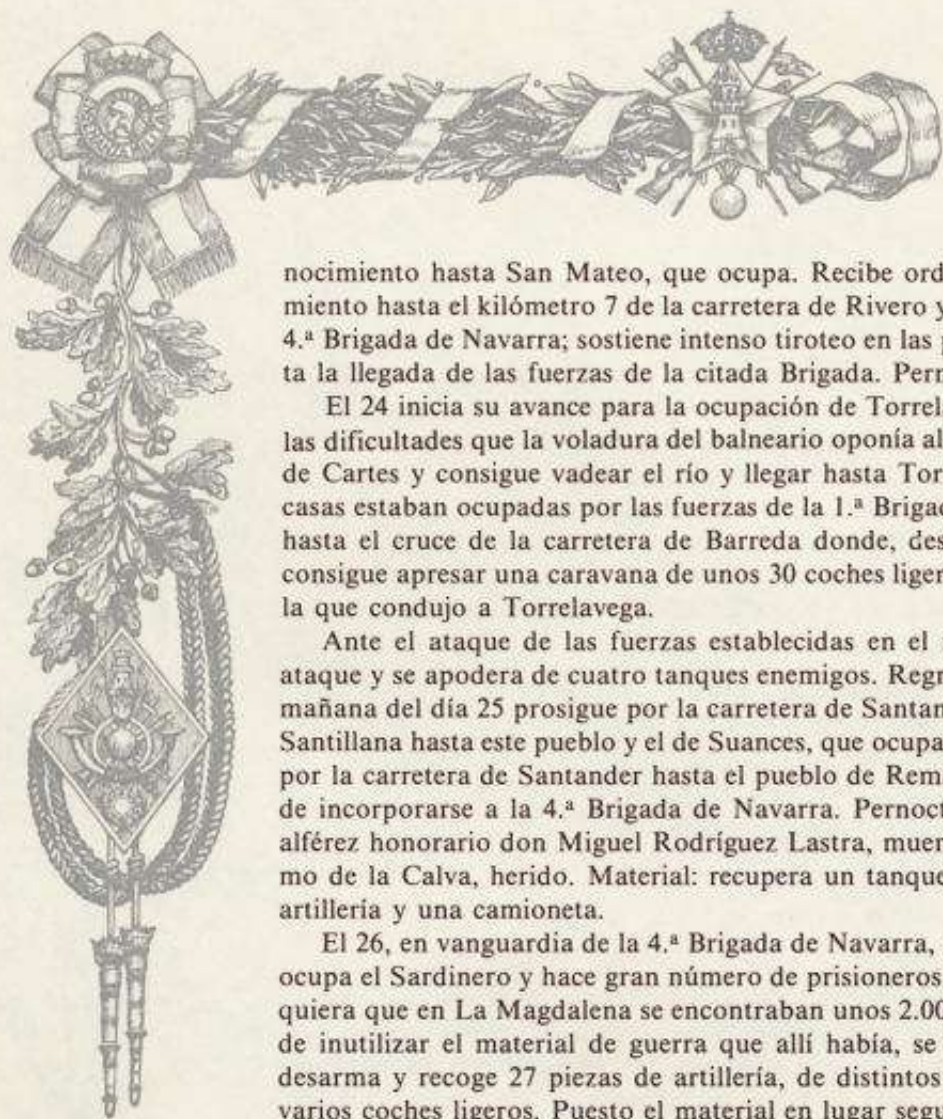 nocimiento hasta San Mateo, que ocupa. Recibe ord
miento hasta el kilómetro 7 de la carretera de Rivero y
4.ª Brigada de Navarra; sostiene intenso tiroteo en las p
ta la llegada de las fuerzas de la citada Brigada. Pern
El 24 inicia su avance para la ocupación de Torrel
las dificultades que la voladura del balneario oponía al
de Cartes y consigue vadear el río y llegar hasta Tor
casas estaban ocupadas por las fuerzas de la 1.ª Brigad
hasta el cruce de la carretera de Barreda donde, des
consigue apresar una caravana de unos 30 coches liger
la que condujo a Torrelavega.
Ante el ataque de las fuerzas establecidas en el
ataque y se apodera de cuatro tanques enemigos. Regr
mañana del día 25 prosigue por la carretera de Santan
Santillana hasta este pueblo y el de Suances, que ocupa
por la carretera de Santander hasta el pueblo de Rem
de incorporarse a la 4.ª Brigada de Navarra. Pernoct
alférez honorario don Miguel Rodríguez Lastra, muer
mo de la Calva, herido. Material: recupera un tanque
artillería y una camioneta.
El 26, en vanguardia de la 4.ª Brigada de Navarra,
ocupa el Sardinero y hace gran número de prisioneros
quiera que en La Magdalena se encontraban unos 2.00
de inutilizar el material de guerra que allí había, se
desarma y recoge 27 piezas de artillería, de distintos
varios coches ligeros. Puesto el material en lugar segu